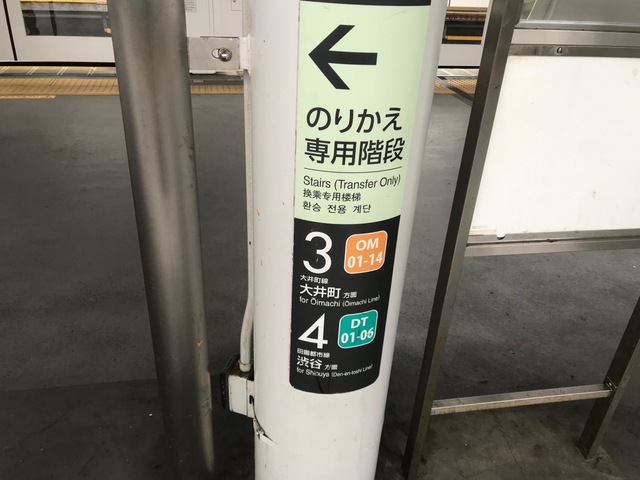 ←
のりかえ
専用階段
Stairs (Transfer Only)
換乘专用楼梯
환승 전용 계단
3 OM 01-14
大井町線
大井町 方面
for Ōimachi (Ōimachi Line)
4 DT 01-06
田園都市線
渋谷 方面
for Shibuya (Den-en-toshi Line)